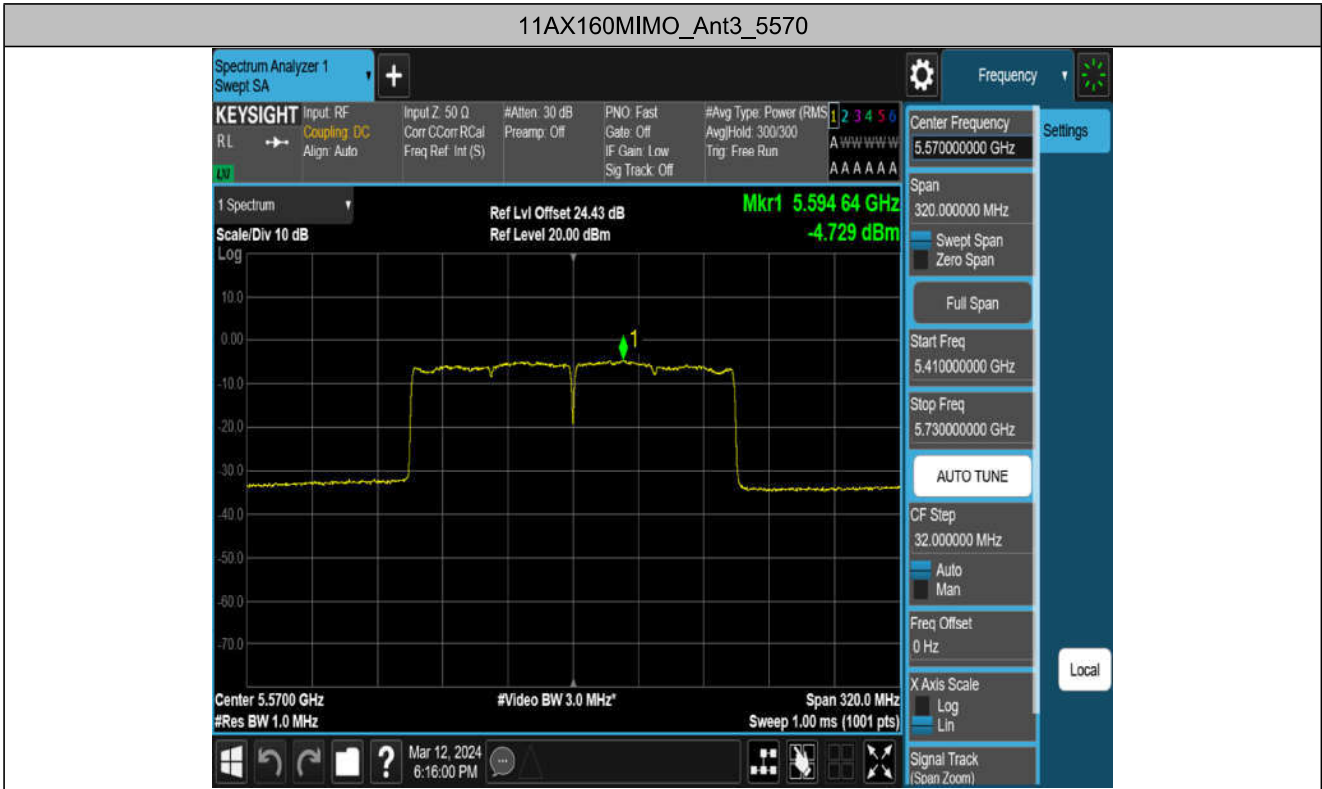 11AX160MIMO_Ant3_5570
Spectrum Analyzer 1
Swept SA
+
Frequency
KEYSIGHT
RL
LXI
Input: RF
Coupling: DC
Align: Auto
Input Z: 50 Ω
Corr CCorr RCal
Freq Ref: Int (S)
#Atten: 30 dB
Preamp: Off
PNO: Fast
Gate: Off
IF Gain: Low
Sig Track: Off
#Avg Type: Power (RMS
Avg|Hold: 300/300
Trig: Free Run
1 2 3 4 5 6
A W W W W W
A A A A A A
1 Spectrum
Scale/Div 10 dB
Log
Ref Lvl Offset 24.43 dB
Ref Level 20.00 dBm
Mkr1 5.594 64 GHz
-4.729 dBm
10.0
0.00
-10.0
-20.0
-30.0
-40.0
-50.0
-60.0
-70.0
1
Center 5.5700 GHz
#Res BW 1.0 MHz
#Video BW 3.0 MHz*
Span 320.0 MHz
Sweep 1.00 ms (1001 pts)
Mar 12, 2024
6:16:00 PM
?
Center Frequency
5.570000000 GHz
Settings
Span
320.000000 MHz
Swept Span
Zero Span
Full Span
Start Freq
5.410000000 GHz
Stop Freq
5.730000000 GHz
AUTO TUNE
CF Step
32.000000 MHz
Auto
Man
Freq Offset
0 Hz
Local
X Axis Scale
Log
Lin
Signal Track
(Span Zoom)